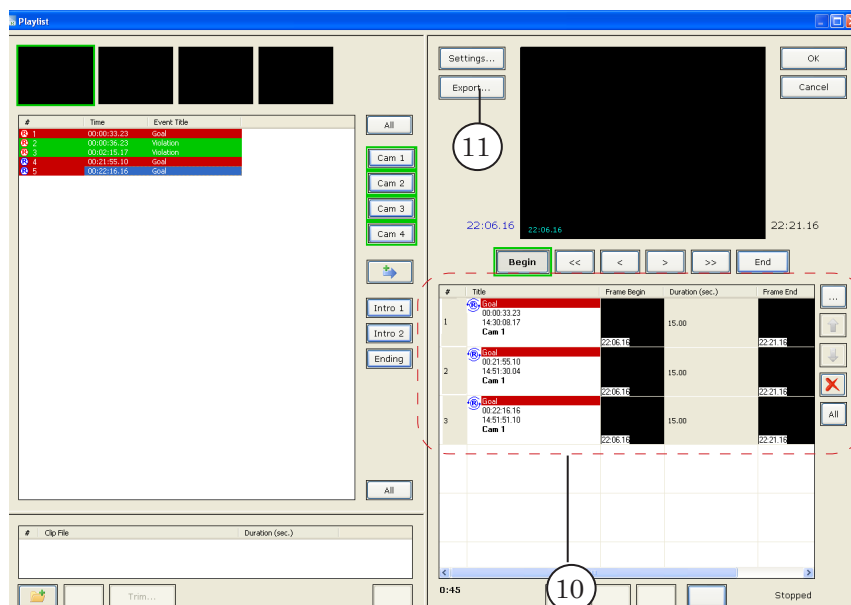 Playlist
# Time Event Title
R 1 00:00:33.23 Goal
R 2 00:00:36.23 Violation
R 3 00:02:15.17 Violation
R 4 00:21:55.10 Goal
R 5 00:22:16.16 Goal
All
Cam 1
Cam 2
Cam 3
Cam 4
Intro 1
Intro 2
Ending
All
# Clip File Duration (sec.)
Trim...
Settings...
Export...
11
OK
Cancel
22:06.16
22:06.16
22:21.16
Begin << < > >> End
# Title Frame Begin Duration (sec.) Frame End
1 R Goal
00:00:33.23
14:30:08.17
Cam 1
22:06.16 15.00 22:21.16
2 R Goal
00:21:55.10
14:51:30.04
Cam 1
22:06.16 15.00 22:21.16
3 R Goal
00:22:16.16
14:51:51.10
Cam 1
22:06.16 15.00 22:21.16
...
All
0:45
10
Stopped